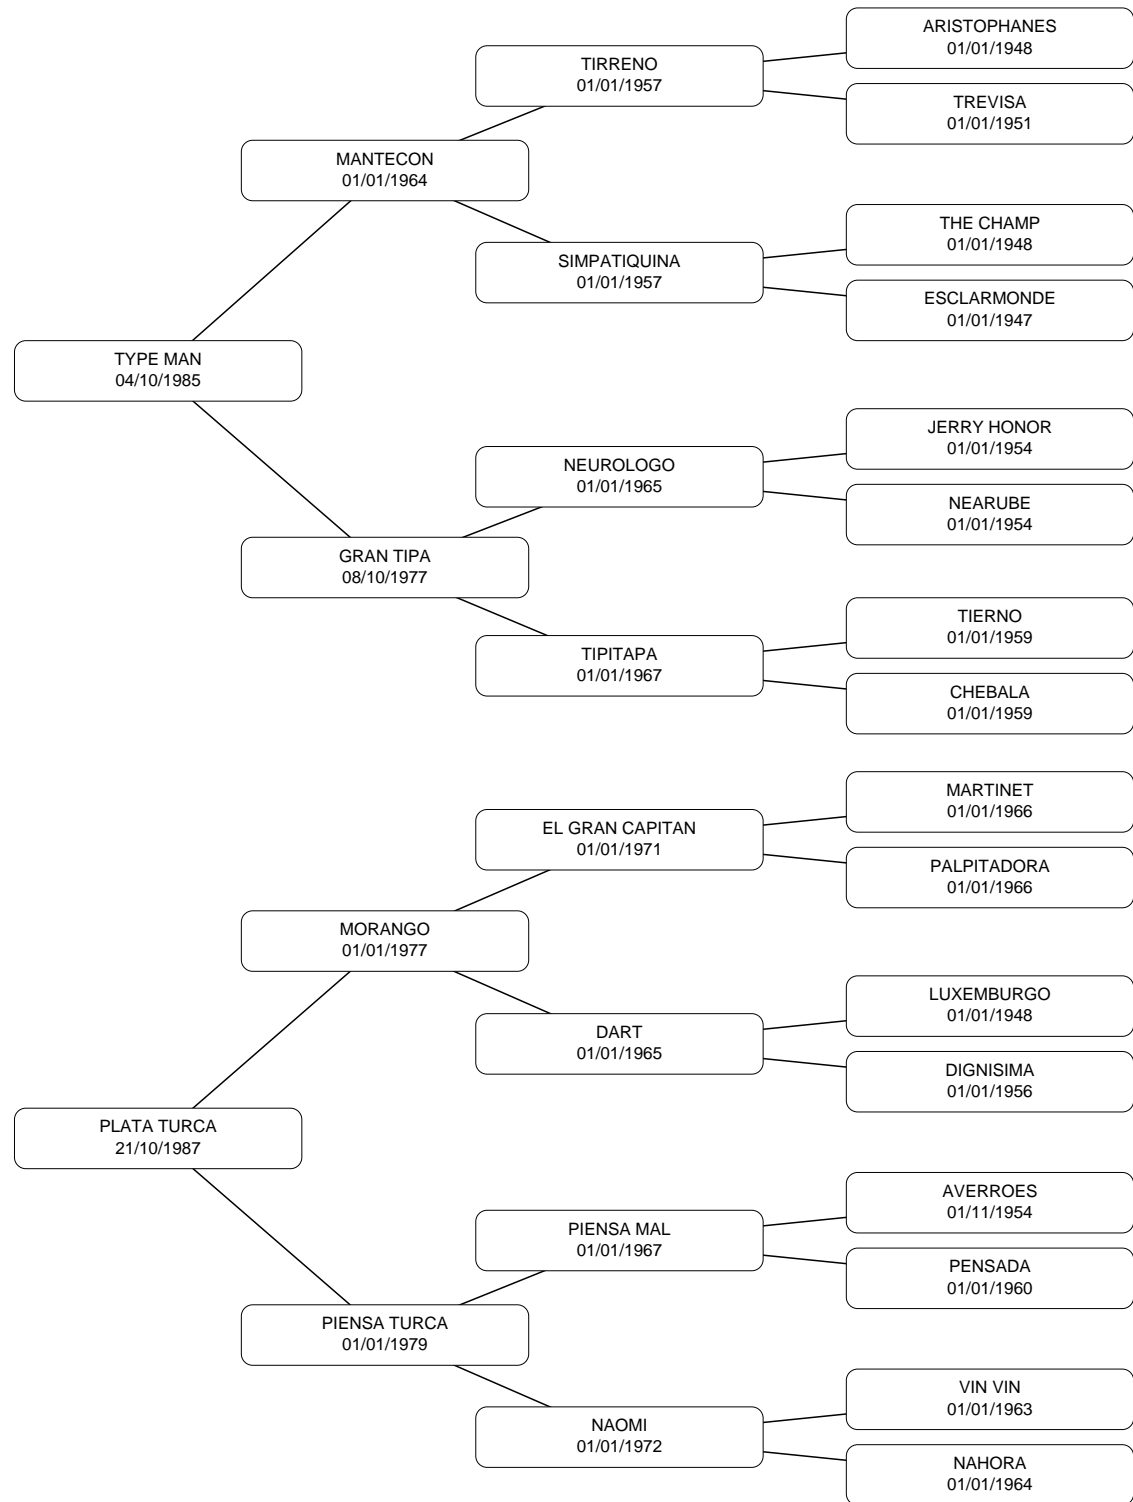 ARISTOPHANES
01/01/1948
TIRRENO
01/01/1957
TREVISA
01/01/1951
MANTECON
01/01/1964
THE CHAMP
01/01/1948
SIMPATIQUINA
01/01/1957
ESCLARMONDE
01/01/1947
TYPE MAN
04/10/1985
JERRY HONOR
01/01/1954
NEUROLOGO
01/01/1965
NEARUBE
01/01/1954
GRAN TIPA
08/10/1977
TIERNO
01/01/1959
TIPITAPA
01/01/1967
CHEBALA
01/01/1959
MARTINET
01/01/1966
EL GRAN CAPITAN
01/01/1971
PALPITADORA
01/01/1966
MORANGO
01/01/1977
LUXEMBURGO
01/01/1948
DART
01/01/1965
DIGNISIMA
01/01/1956
PLATA TURCA
21/10/1987
AVERROES
01/11/1954
PIENSA MAL
01/01/1967
PENSADA
01/01/1960
PIENSA TURCA
01/01/1979
VIN VIN
01/01/1963
NAOMI
01/01/1972
NAHORA
01/01/1964